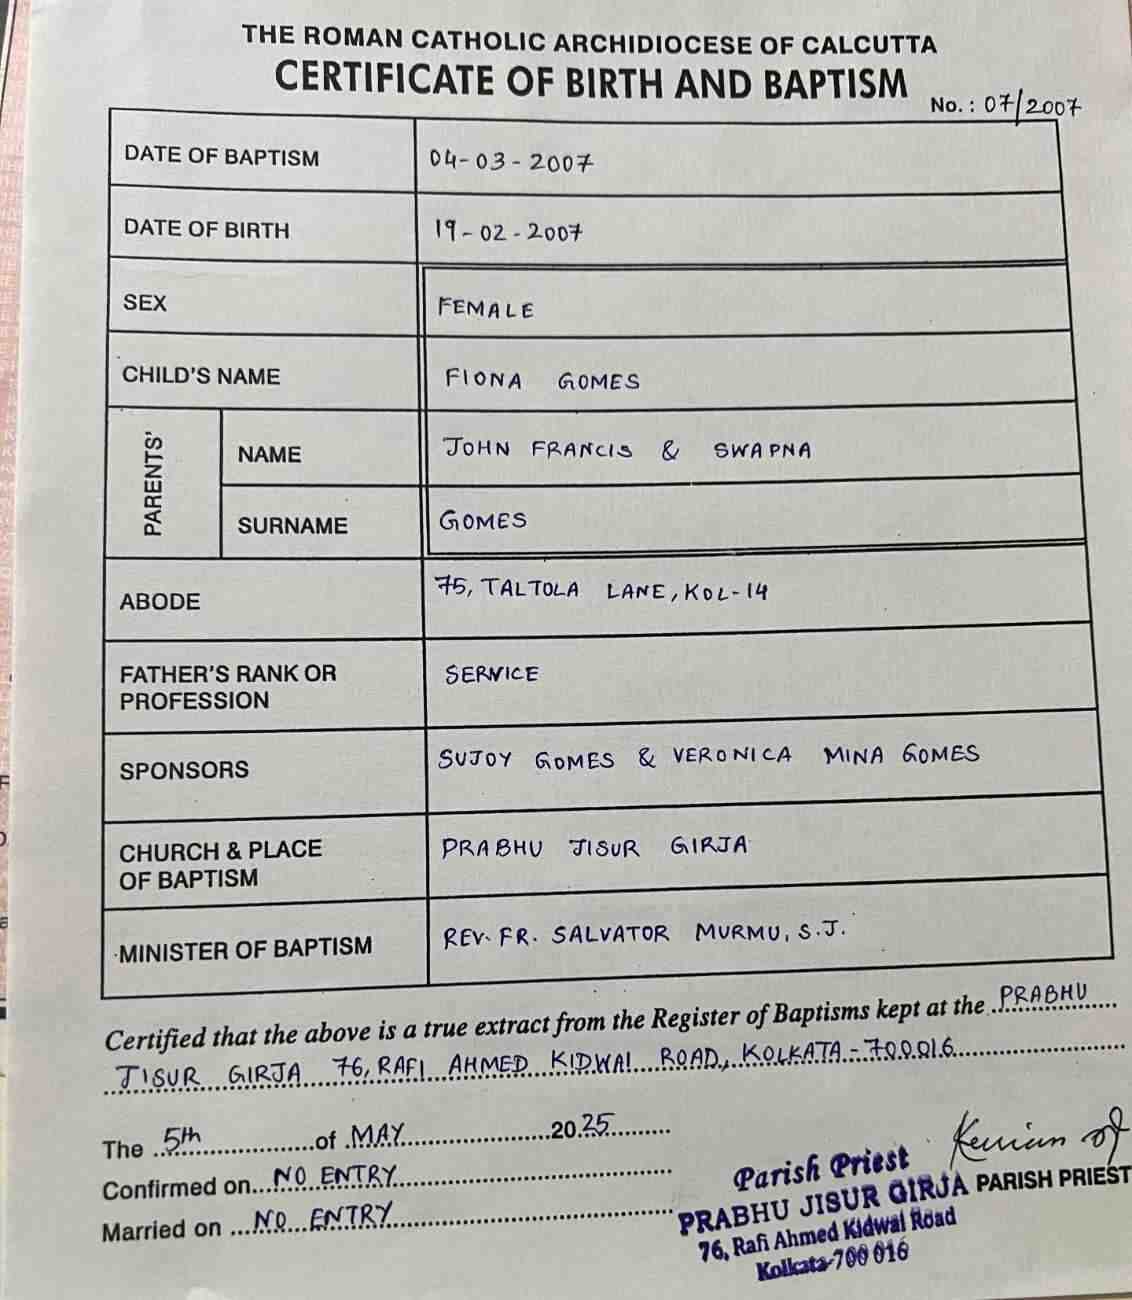 THE ROMAN CATHOLIC ARCHIDIOCESE OF CALCUTTA
CERTIFICATE OF BIRTH AND BAPTISM
No. : 07/2007
DATE OF BAPTISM 04-03-2007
DATE OF BIRTH 19-02-2007
SEX FEMALE
CHILD'S NAME FIONA GOMES
PARENTS'
NAME JOHN FRANCIS & SWAPNA
SURNAME GOMES
ABODE 75, TALTOLA LANE, KOL-14
FATHER'S RANK OR
PROFESSION SERVICE
SPONSORS SUJOY GOMES & VERONICA MINA GOMES
CHURCH & PLACE
OF BAPTISM PRABHU JISUR GIRJA
MINISTER OF BAPTISM REV. FR. SALVATOR MURMU, S.J.
Certified that the above is a true extract from the Register of Baptisms kept at the PRABHU
JISUR GIRJA 76, RAFI AHMED KIDWAI ROAD, KOLKATA - 700016
The 5th of MAY 2025
Confirmed on NO ENTRY
Married on NO ENTRY
Parish Priest
PARISH PRIEST
PRABHU JISUR GIRJA
76, Rafi Ahmed Kidwai Road
Kolkata-700 016